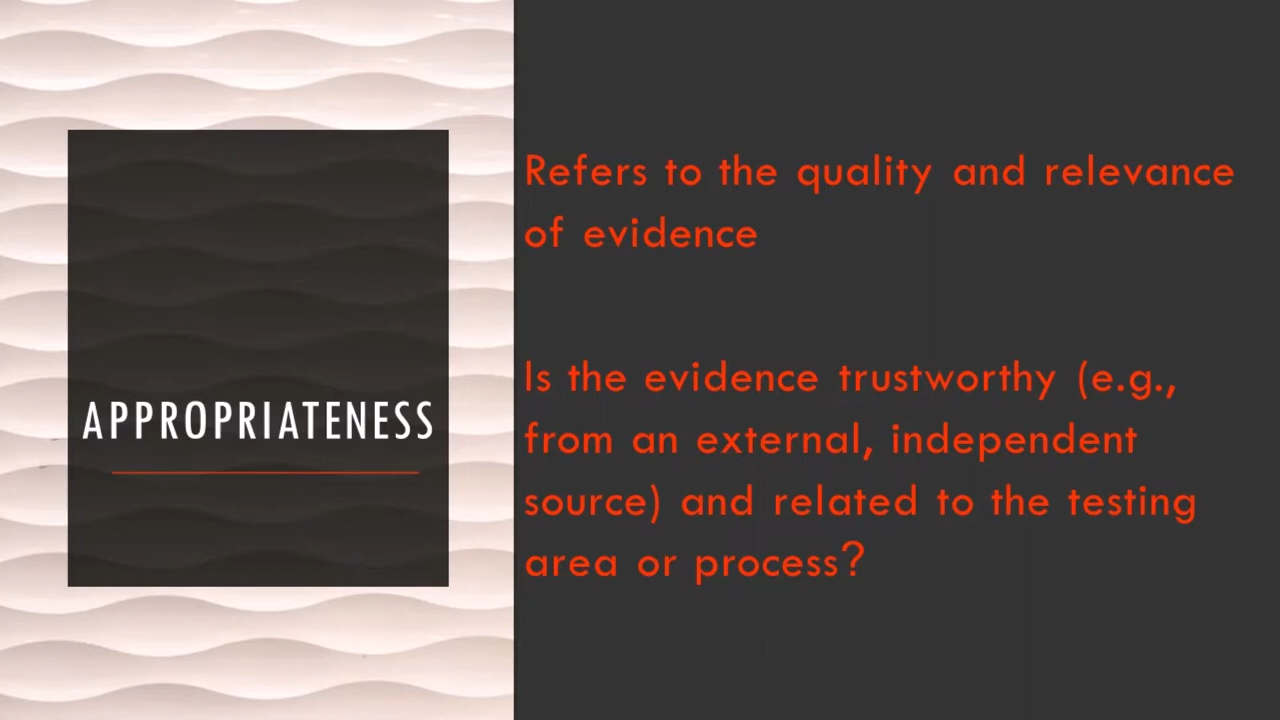 APPROPRIATENESS
Refers to the quality and relevance
of evidence
Is the evidence trustworthy (e.g.,
from an external, independent
source) and related to the testing
area or process?